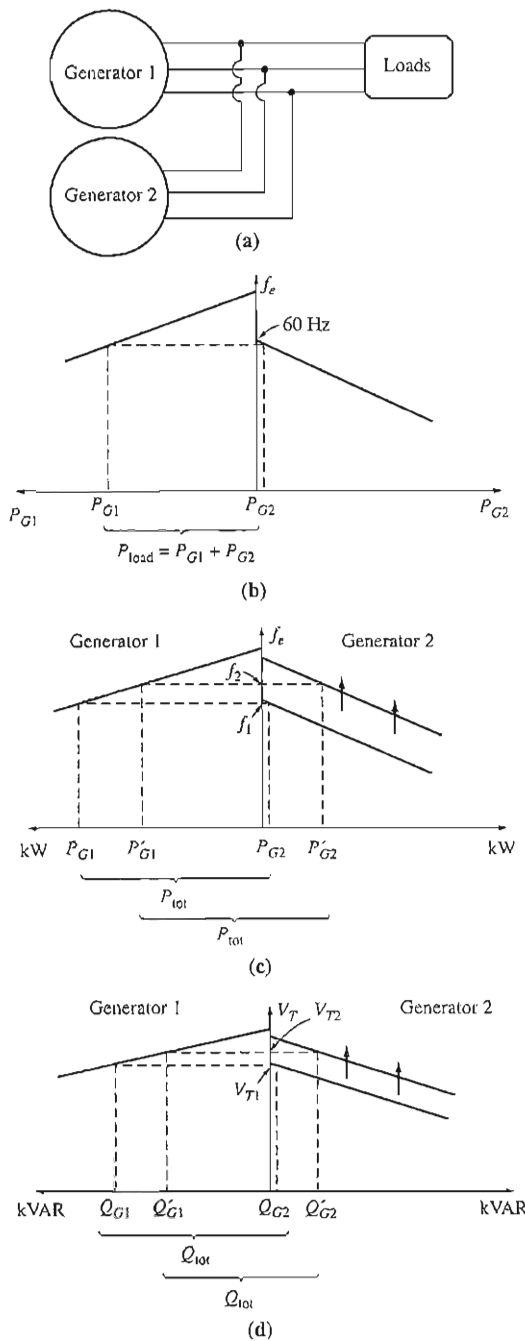 Generator 1
Loads
Generator 2
(a)
f_e
60 Hz
P_G1 P_G1 P_G2 P_G2
P_load = P_G1 + P_G2
(b)
Generator 1 f_e Generator 2
f_2
f_1
kW P_G1 P'_G1 P_G2 P'_G2 kW
P_tot
P_tot
(c)
Generator 1 V_T V_T2 Generator 2
V_T1
kVAR Q_G1 Q'_G1 Q_G2 Q'_G2 kVAR
Q_tot
Q_tot
(d)